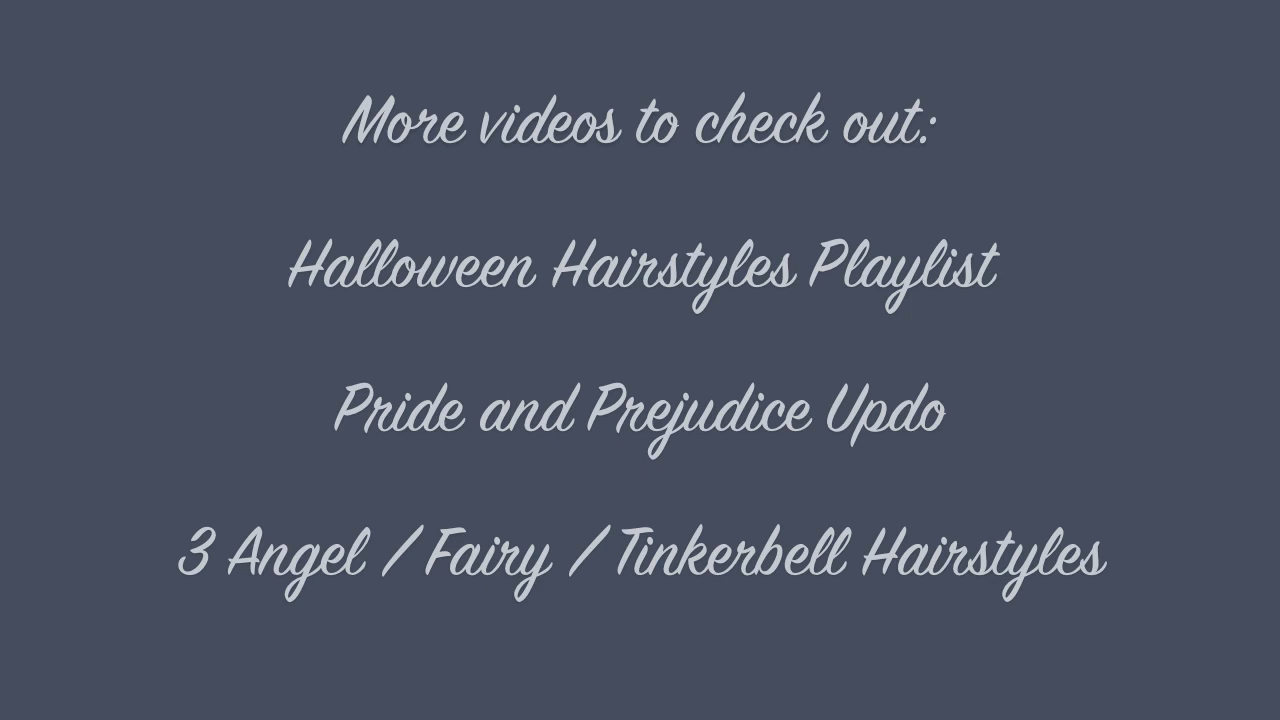 More videos to check out:
Halloween Hairstyles Playlist
Pride and Prejudice Updo
3 Angel / Fairy / Tinkerbell Hairstyles